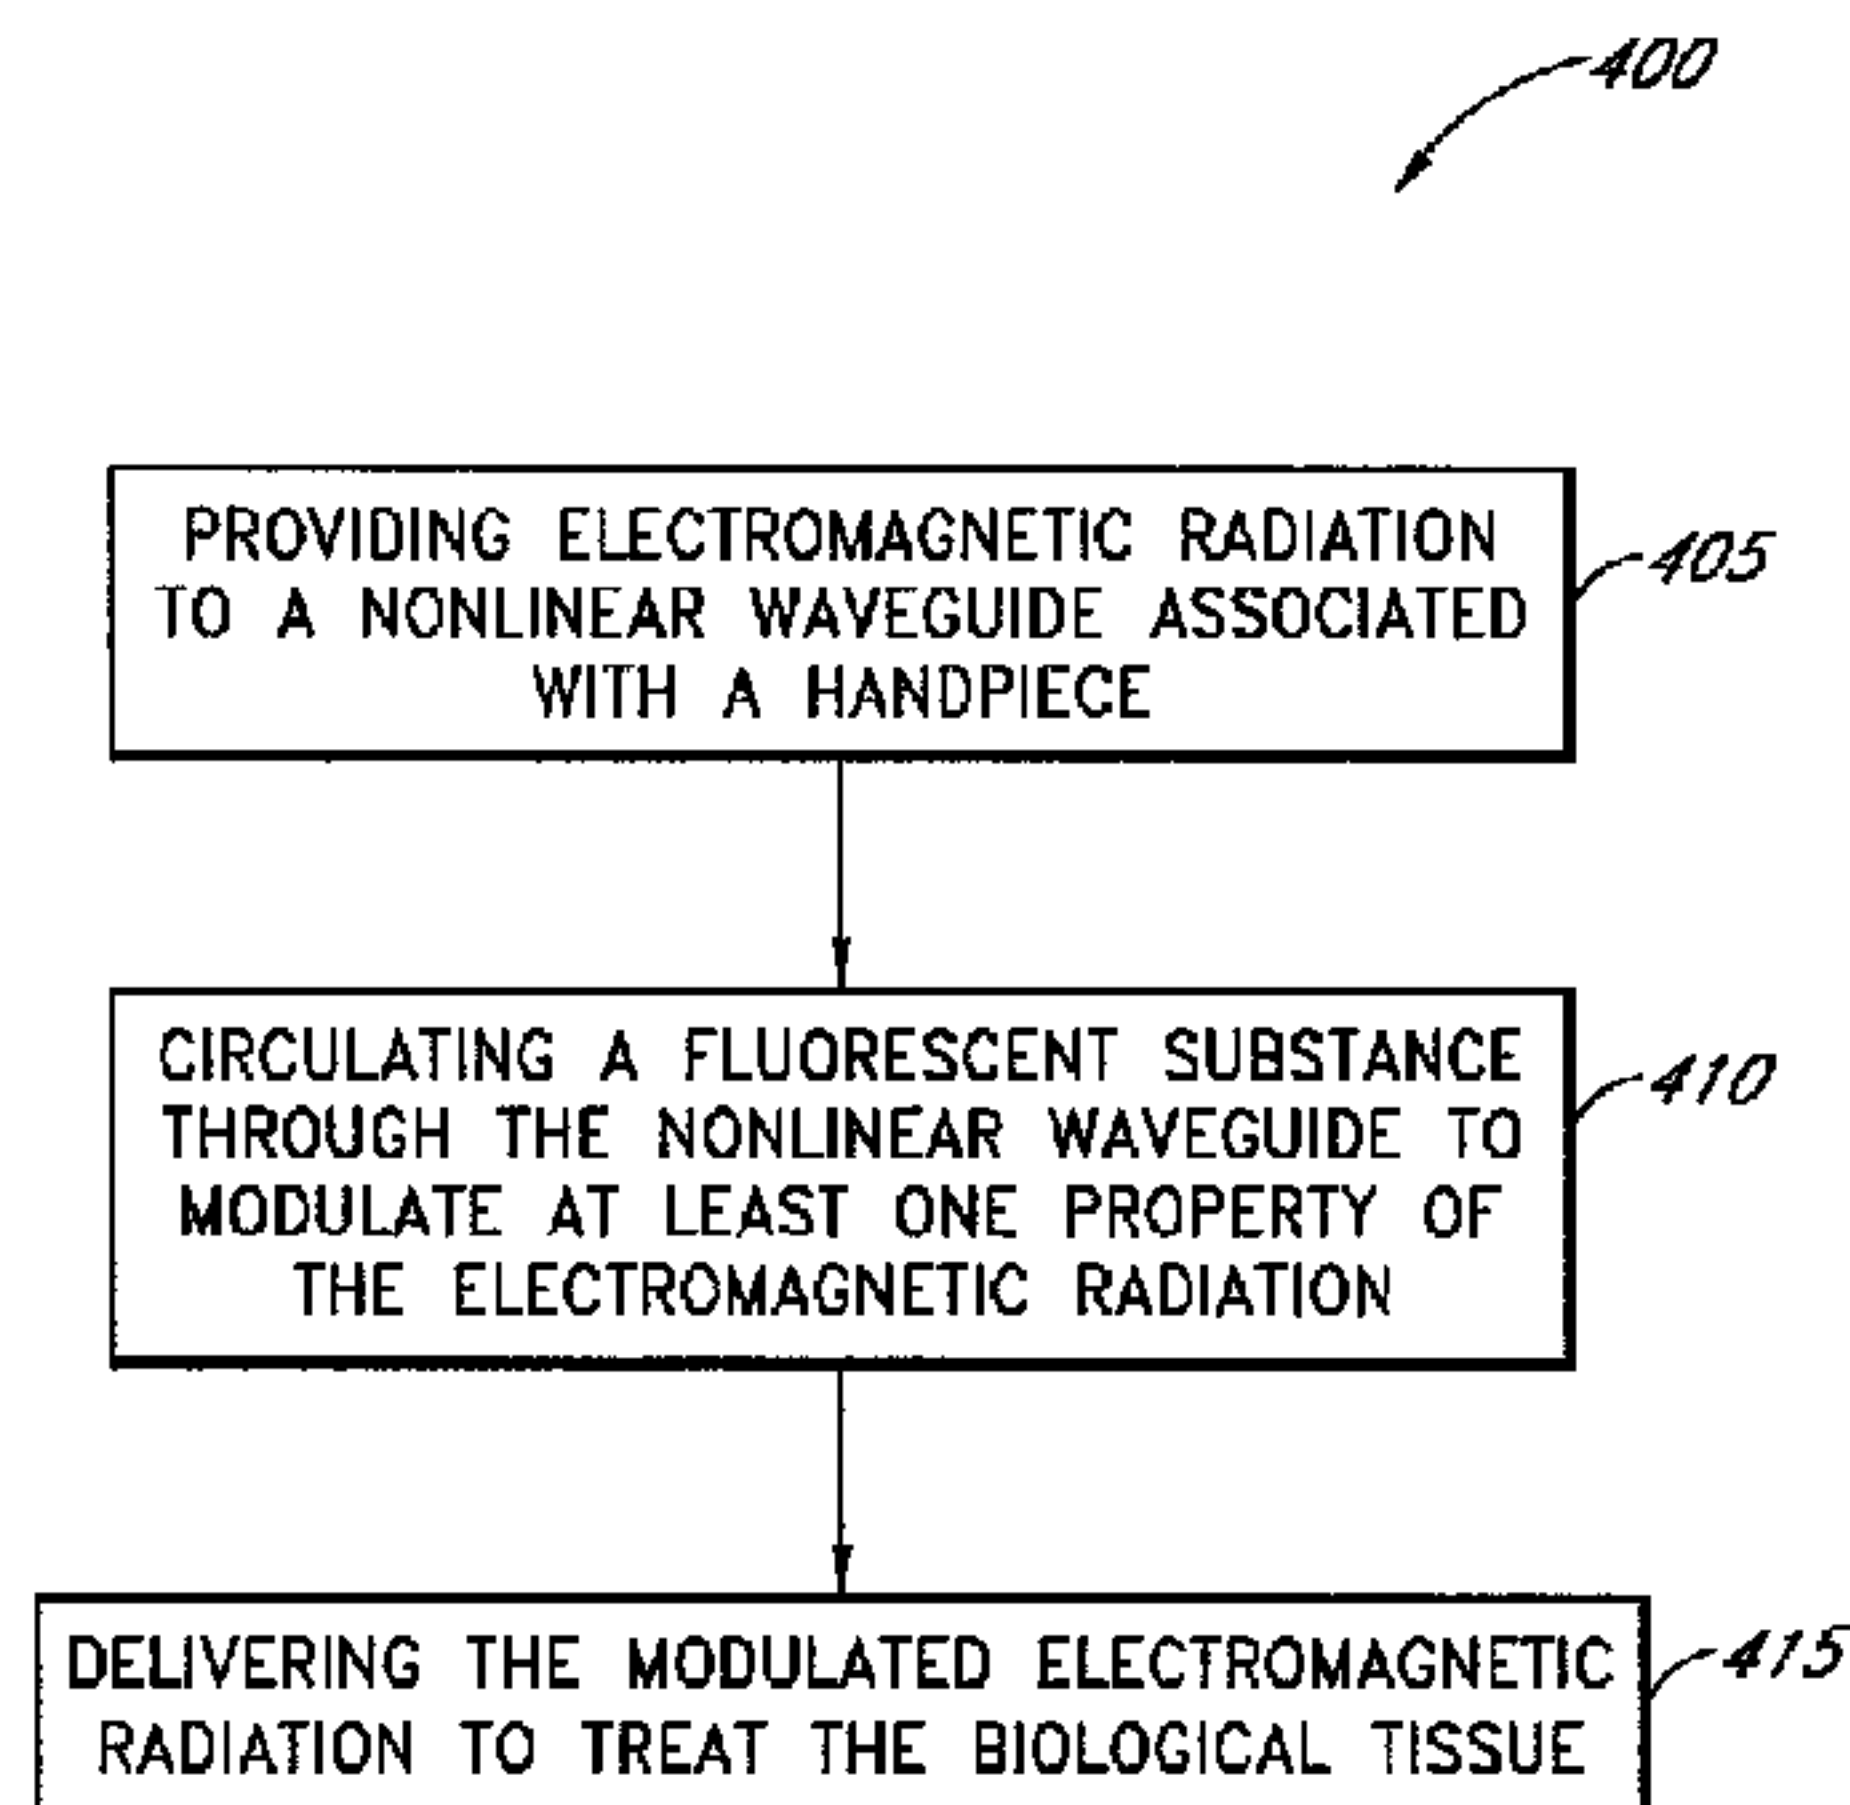 400
PROVIDING ELECTROMAGNETIC RADIATION
TO A NONLINEAR WAVEGUIDE ASSOCIATED
WITH A HANDPIECE
405
CIRCULATING A FLUORESCENT SUBSTANCE
THROUGH THE NONLINEAR WAVEGUIDE TO
MODULATE AT LEAST ONE PROPERTY OF
THE ELECTROMAGNETIC RADIATION
410
DELIVERING THE MODULATED ELECTROMAGNETIC
RADIATION TO TREAT THE BIOLOGICAL TISSUE
415